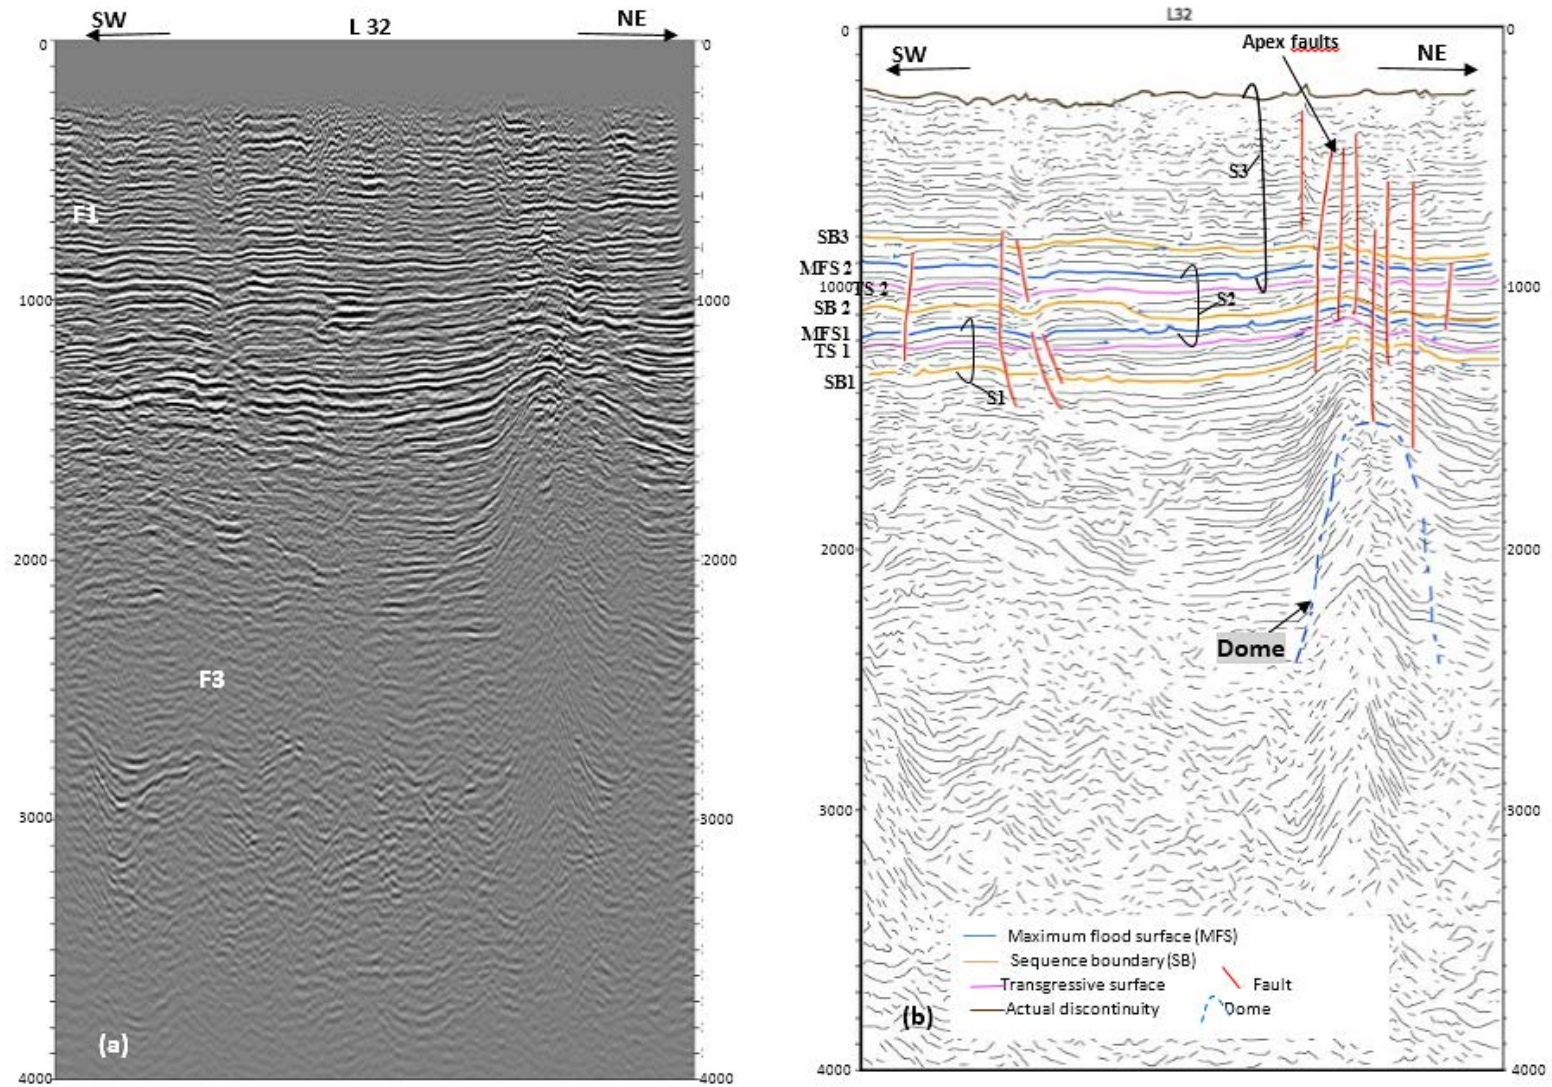 SW
L 32
NE
0
0
F1
1000
1000
2000
2000
F3
3000
3000
(a)
4000
4000
L32
0
0
SW
Apex faults
NE
S3
SB3
MFS 2
1000
TS 2
1000
SB 2
S2
MFS1
TS 1
SB1
S1
2000
2000
Dome
3000
3000
Maximum flood surface (MFS)
Sequence boundary (SB)
Transgressive surface
Fault
Actual discontinuity
Dome
(b)
4000
4000